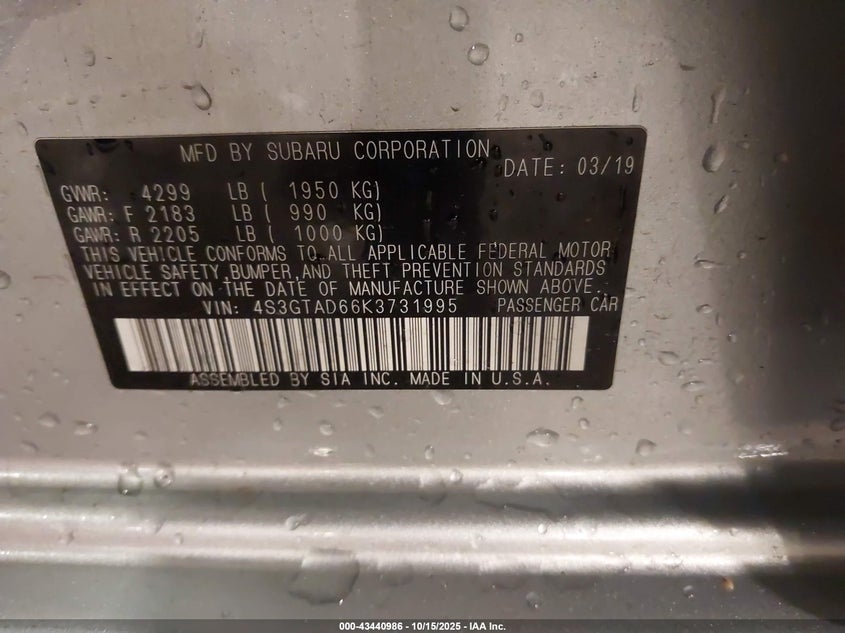 MFD BY SUBARU CORPORATION
DATE: 03/19
GVWR: 4299 LB ( 1950 KG)
GAWR: F 2183 LB ( 990 KG)
GAWR: R 2205 LB ( 1000 KG)
THIS VEHICLE CONFORMS TO ALL APPLICABLE FEDERAL MOTOR
VEHICLE SAFETY,BUMPER,AND THEFT PREVENTION STANDARDS
IN EFFECT ON THE DATE OF MANUFACTURE SHOWN ABOVE.
VIN: 4S3GTAD66K3731995 PASSENGER CAR
ASSEMBLED BY SIA INC. MADE IN U.S.A.
000-43440986 - 10/15/2025 - IAA Inc.